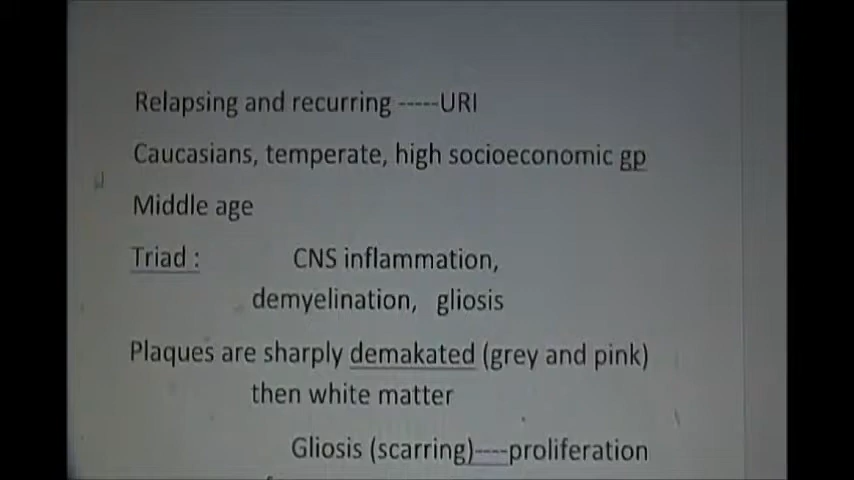 Relapsing and recurring -----URI
Caucasians, temperate, high socioeconomic gp
Middle age
Triad : CNS inflammation,
demyelination, gliosis
Plaques are sharply demakated (grey and pink)
then white matter
Gliosis (scarring)----proliferation